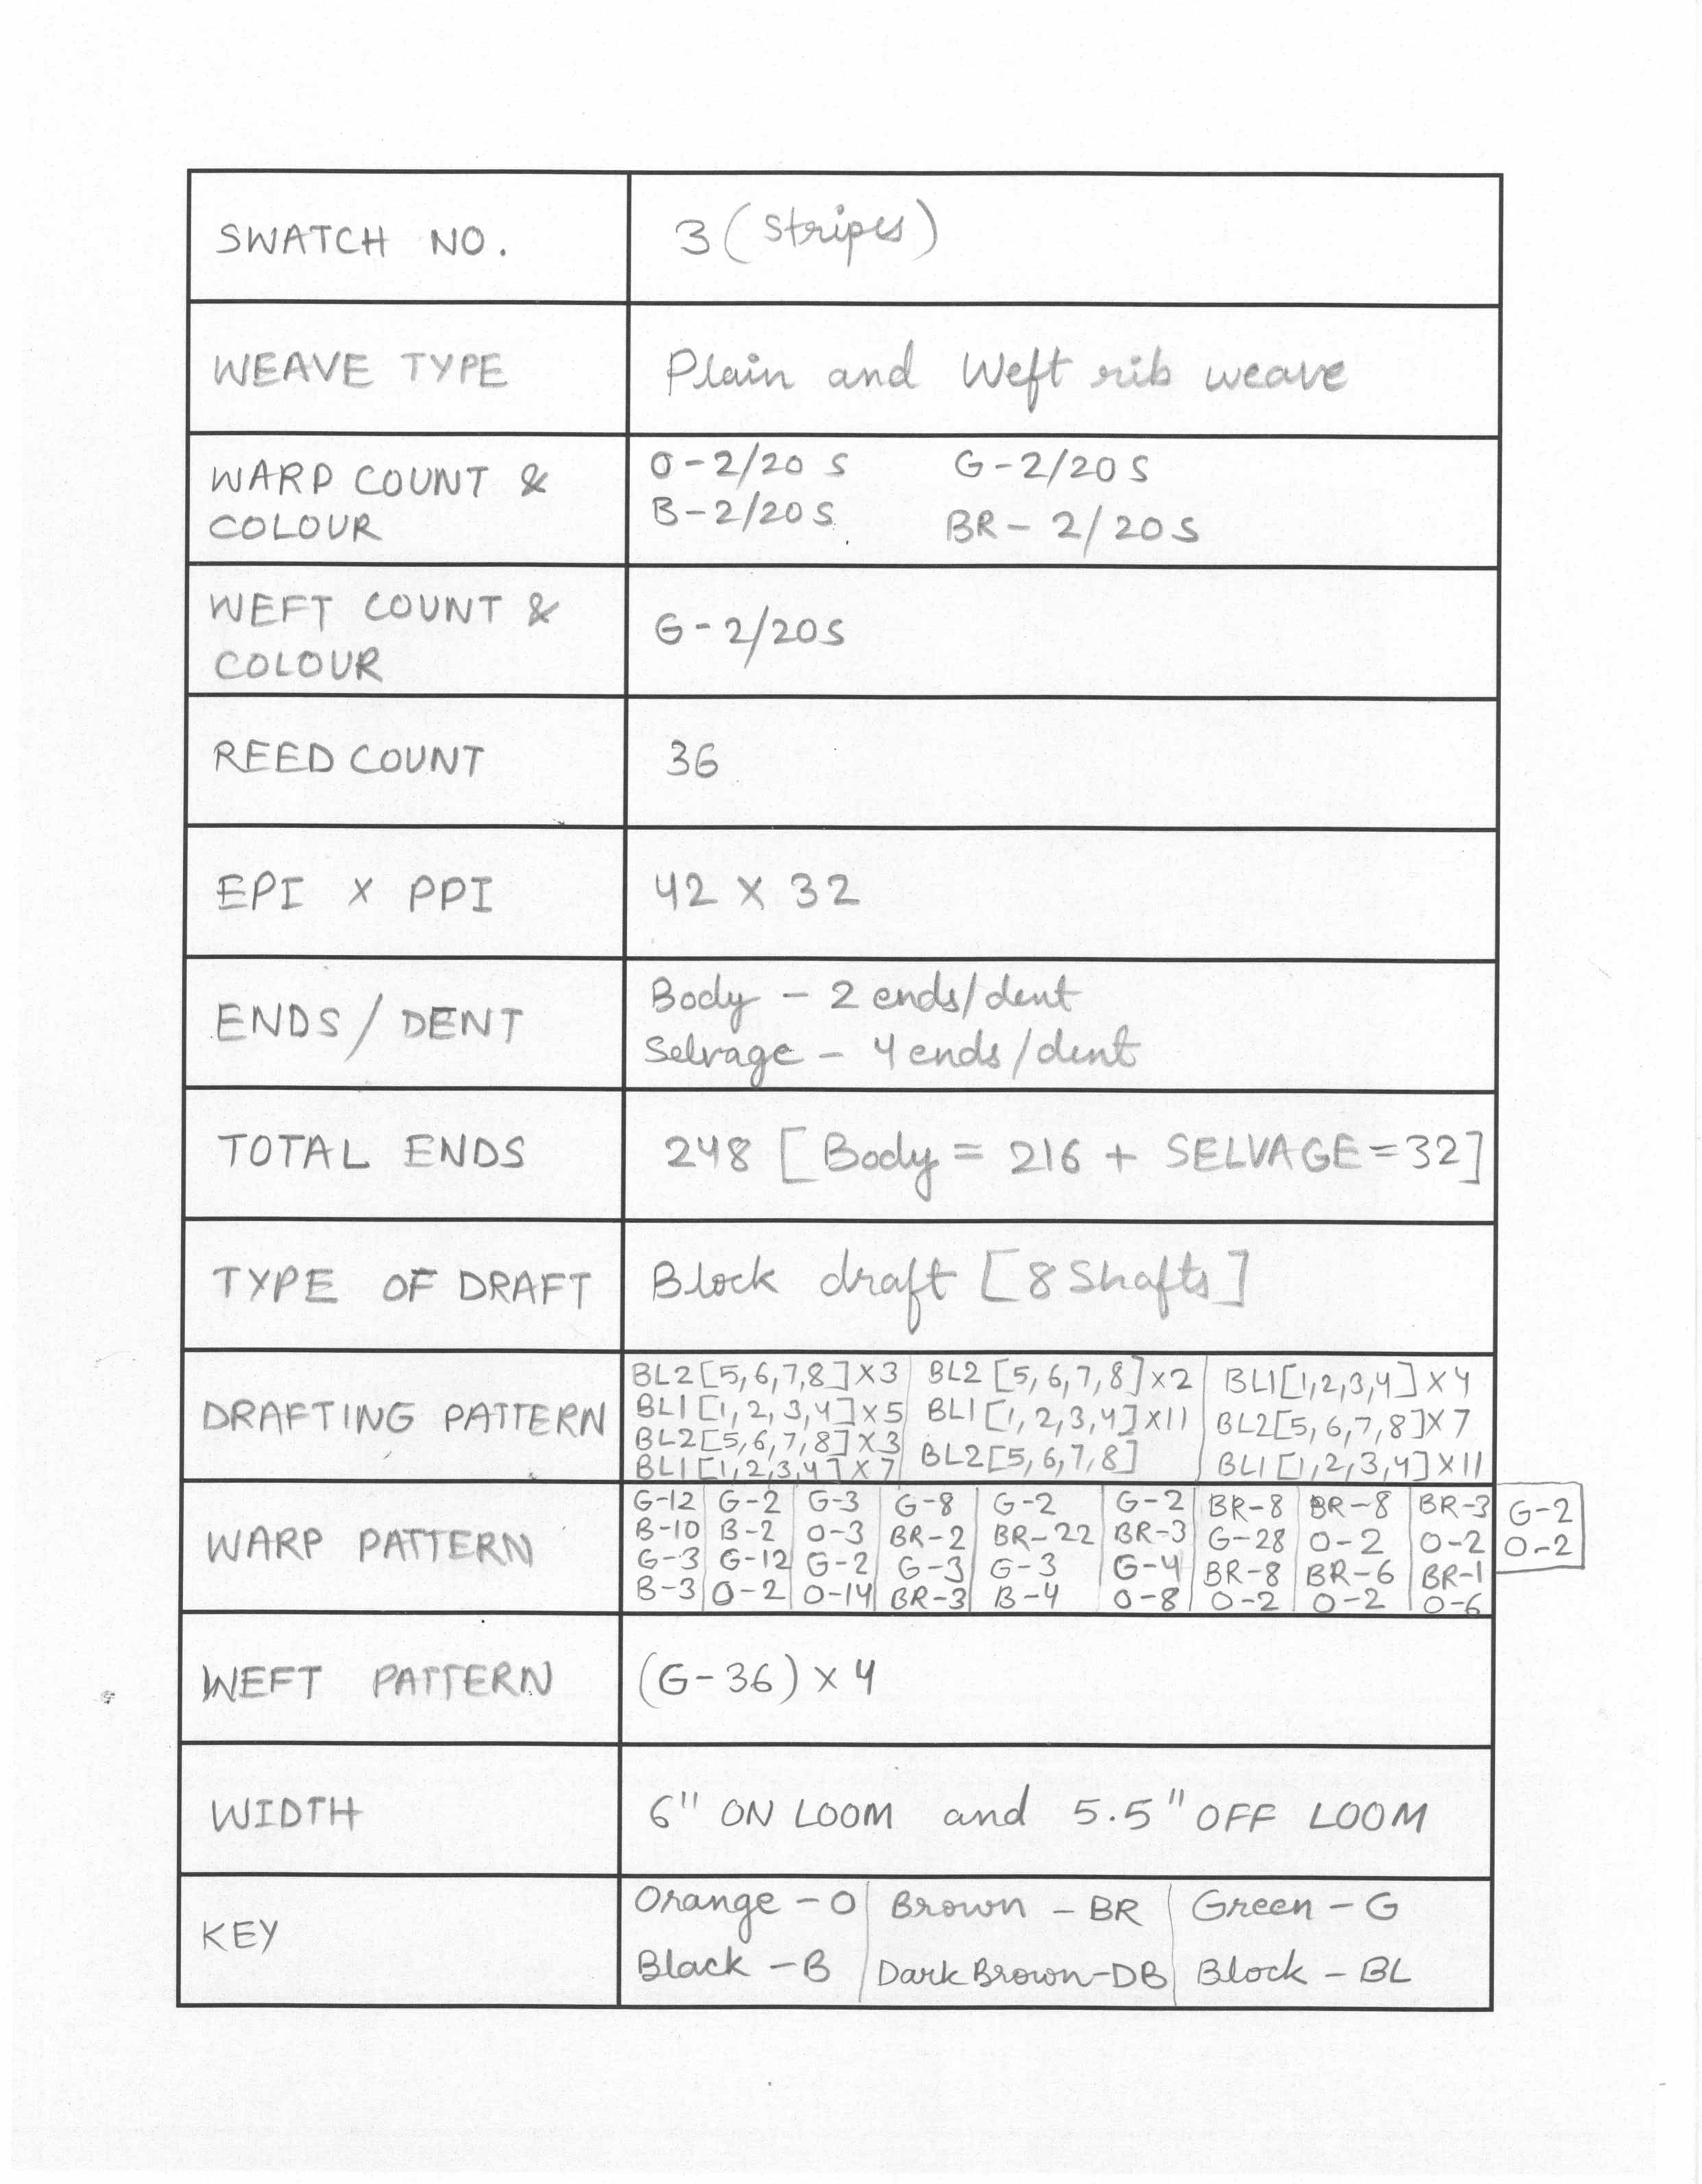 SWATCH NO.
3 (Stripes)
WEAVE TYPE
Plain and Weft rib weave
WARP COUNT &
COLOUR
O-2/20 S G-2/20 S
B-2/20 S BR- 2/20 S
WEFT COUNT &
COLOUR
G-2/20S
REED COUNT
36
EPI X PPI
42 X 32
ENDS/DENT
Body - 2 ends/dent
Selvage - 4 ends/dent
TOTAL ENDS
248 [Body = 216 + SELVAGE = 32]
TYPE OF DRAFT
Block draft [8 Shafts]
DRAFTING PATTERN
BL2[5,6,7,8]X3 BL2[5,6,7,8]X2 BL1[1,2,3,4]X4
BL1[1,2,3,4]X5 BL1[1,2,3,4]X11 BL2[5,6,7,8]X7
BL2[5,6,7,8]X3 BL2[5,6,7,8] BL1[1,2,3,4]X11
BL1[1,2,3,4]X7
WARP PATTERN
G-12 G-2 G-3 G-8 G-2 G-2 BR-8 BR-8 BR-3 G-2
B-10 B-2 O-3 BR-2 BR-22 BR-3 G-28 O-2 O-2 O-2
G-3 G-12 G-2 G-3 G-3 G-4 BR-8 BR-6 BR-1
B-3 O-2 O-14 BR-3 B-4 O-8 O-2 O-2 O-6
WEFT PATTERN
(G-36) X 4
WIDTH
6" ON LOOM and 5.5" OFF LOOM
KEY
Orange - O Brown - BR Green - G
Black - B Dark Brown-DB Block - BL